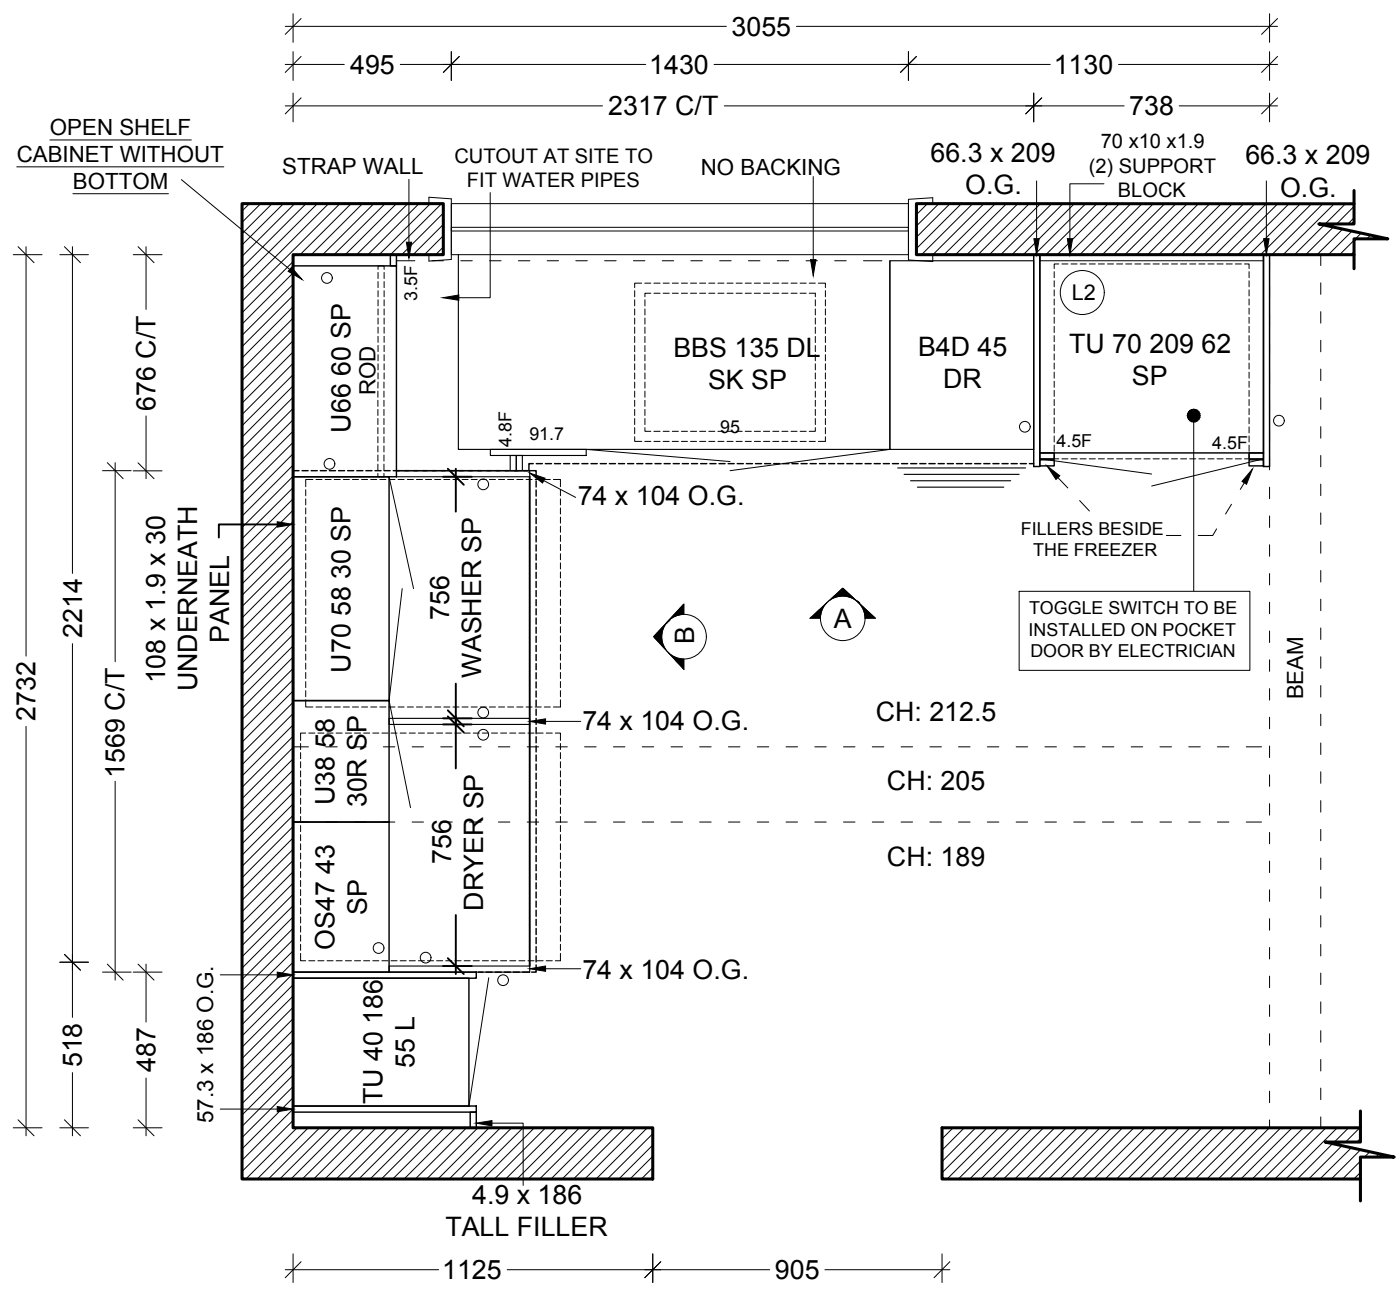 3055
495
1430
1130
2317 C/T
738
OPEN SHELF
CABINET WITHOUT
BOTTOM
STRAP WALL
CUTOUT AT SITE TO
FIT WATER PIPES
NO BACKING
66.3 x 209
O.G.
70 x10 x1.9
(2) SUPPORT
BLOCK
66.3 x 209
O.G.
3.5F
U66 60 SP
ROD
BBS 135 DL
SK SP
95
B4D 45
DR
L2
TU 70 209 62
SP
4.5F
4.5F
4.8F
91.7
676 C/T
74 x 104 O.G.
FILLERS BESIDE
THE FREEZER
TOGGLE SWITCH TO BE
INSTALLED ON POCKET
DOOR BY ELECTRICIAN
108 x 1.9 x 30
UNDERNEATH
PANEL
U70 58 30 SP
756
WASHER SP
B
A
BEAM
2732
2214
1569 C/T
74 x 104 O.G.
CH: 212.5
U38 58
30R SP
CH: 205
756
DRYER SP
CH: 189
OS47 43
SP
74 x 104 O.G.
57.3 x 186 O.G.
518
487
TU 40 186
55 L
4.9 x 186
TALL FILLER
1125
905